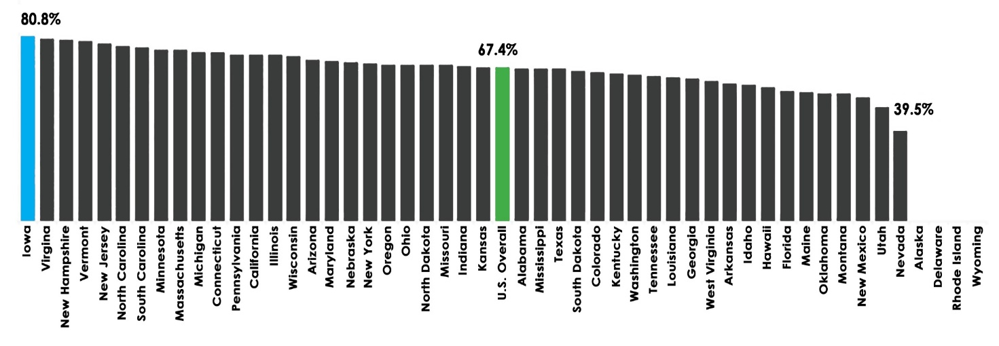 80.8%
67.4%
39.5%
Iowa
Virgina
New Hampshire
Vermont
New Jersey
North Carolina
South Carolina
Minnesota
Massachusetts
Michigan
Connecticut
Pennsylvania
California
Illinois
Wisconsin
Arizona
Maryland
Nebraska
New York
Oregon
Ohio
North Dakota
Missouri
Indiana
Kansas
U.S. Overall
Alabama
Mississippi
Texas
South Dakota
Colorado
Kentucky
Washington
Tennessee
Louisiana
Georgia
West Virginia
Arkansas
Idaho
Hawaii
Florida
Maine
Oklahoma
Montana
New Mexico
Utah
Nevada
Alaska
Delaware
Rhode Island
Wyoming